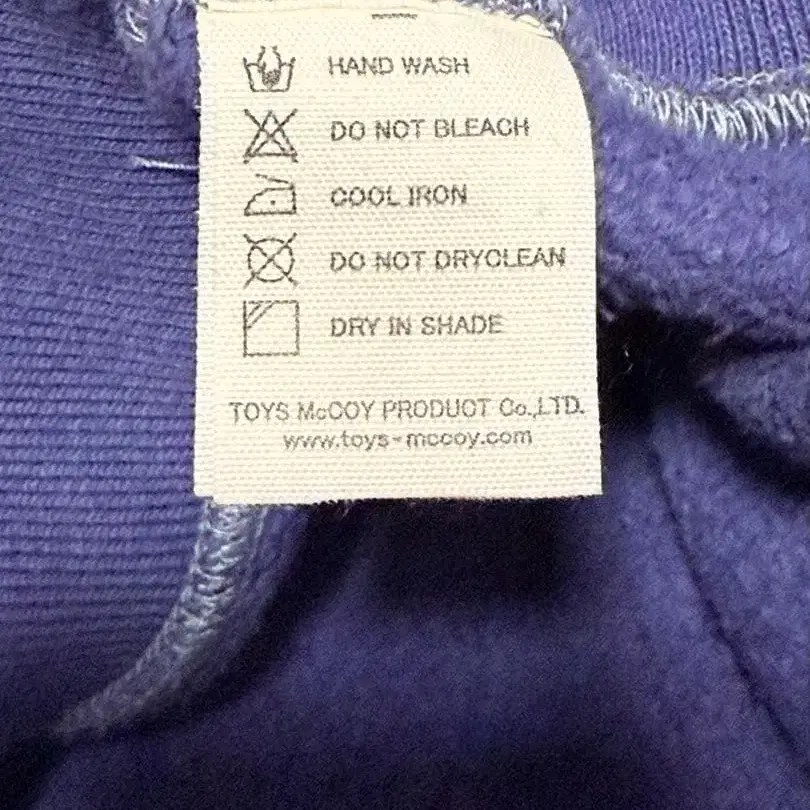 HAND WASH
DO NOT BLEACH
COOL IRON
DO NOT DRYCLEAN
DRY IN SHADE
TOYS McCOY PRODUCT Co.,LTD.
www.toys-mccoy.com